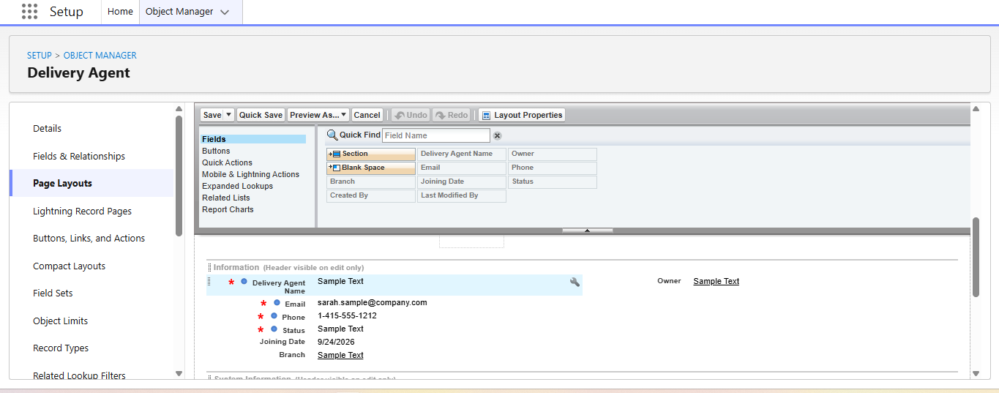 Setup Home Object Manager
SETUP > OBJECT MANAGER
Delivery Agent
Details
Fields & Relationships
Page Layouts
Lightning Record Pages
Buttons, Links, and Actions
Compact Layouts
Field Sets
Object Limits
Record Types
Related Lookup Filters
Save Quick Save Preview As... Cancel Undo Redo Layout Properties
Fields
Buttons
Quick Actions
Mobile & Lightning Actions
Expanded Lookups
Related Lists
Report Charts
Quick Find Field Name
Section Delivery Agent Name Owner
Blank Space Email Phone
Branch Joining Date Status
Created By Last Modified By
Information (Header visible on edit only)
* Delivery Agent Name Sample Text
Owner Sample Text
* Email sarah.sample@company.com
* Phone 1-415-555-1212
* Status Sample Text
Joining Date 9/24/2026
Branch Sample Text
System Information (Header visible on edit only)